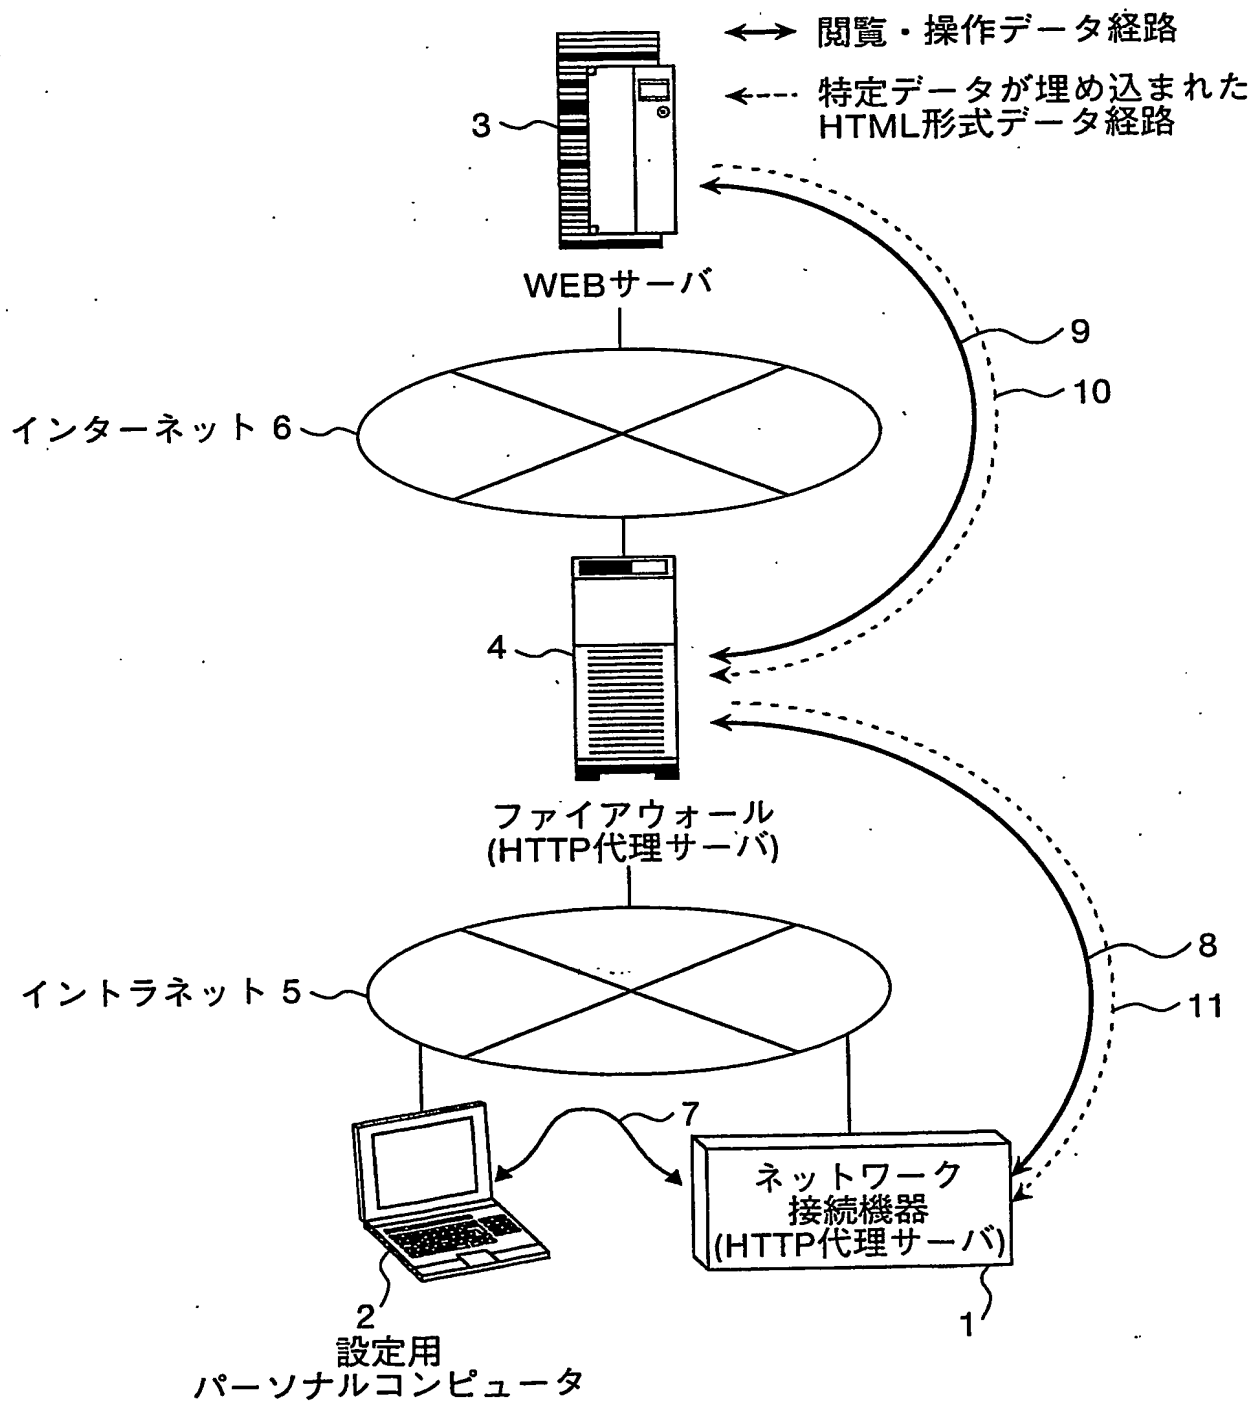 閲覧・操作データ経路
特定データが埋め込まれた
HTML形式データ経路
3
WEBサーバ
9
10
インターネット 6
4
ファイアウォール
(HTTP代理サーバ)
8
イントラネット 5
11
7
ネットワーク
接続機器
(HTTP代理サーバ)
2
1
設定用
パーソナルコンピュータ